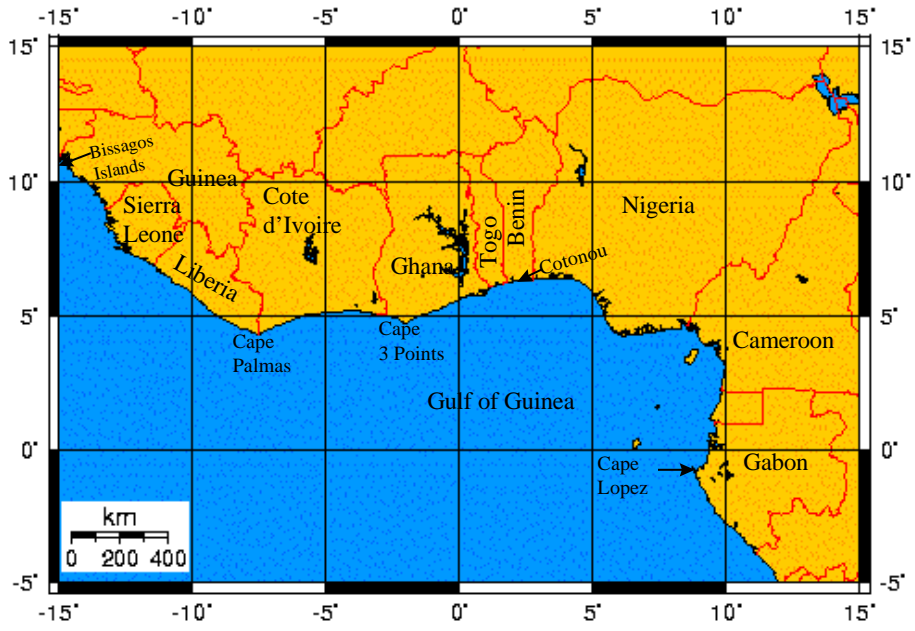 -15° -10° -5° 0° 5° 10° 15°
15° 15°
Bissagos
Islands
10° 10°
Guinea
Cote
d'Ivoire
Sierra
Leone
Liberia
Ghana
Togo
Benin
Nigeria
Cotonou
5° 5°
Cape
Palmas
Cape
3 Points
Cameroon
Gulf of Guinea
0° 0°
Cape
Lopez
Gabon
km
0 200 400
-5° -5°
-15° -10° -5° 0° 5° 10° 15°